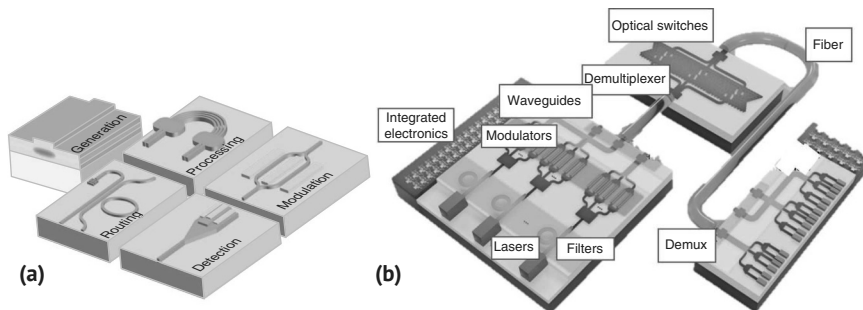 Generation
Processing
Modulation
Routing
Detection
(a)
Optical switches
Fiber
Demultiplexer
Waveguides
Integrated
electronics
Modulators
Lasers
Filters
Demux
(b)